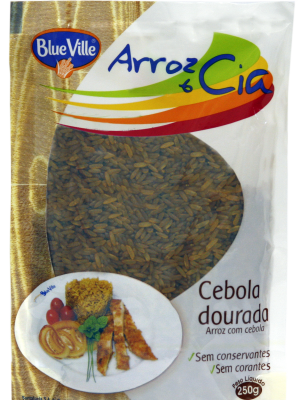 Blue Ville
Arroz & Cia
Cebola
dourada
Arroz com cebola
✓Sem conservantes
✓Sem corantes
Peso Líquido
250g